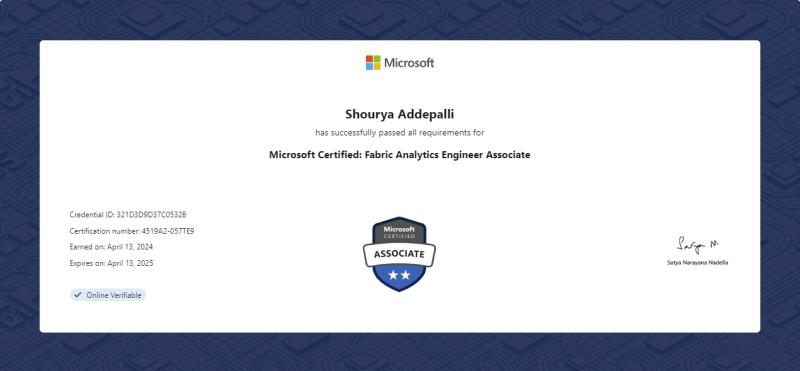 Microsoft
Shourya Addepalli
has successfully passed all requirements for
Microsoft Certified: Fabric Analytics Engineer Associate
Credential ID: 321D3D9D37C0532B
Certification number: 4519A2-057TE9
Earned on: April 13, 2024
Expires on: April 13, 2025
Online Verifiable
Microsoft
CERTIFIED
ASSOCIATE
Satya N.
Satya Narayana Nadella